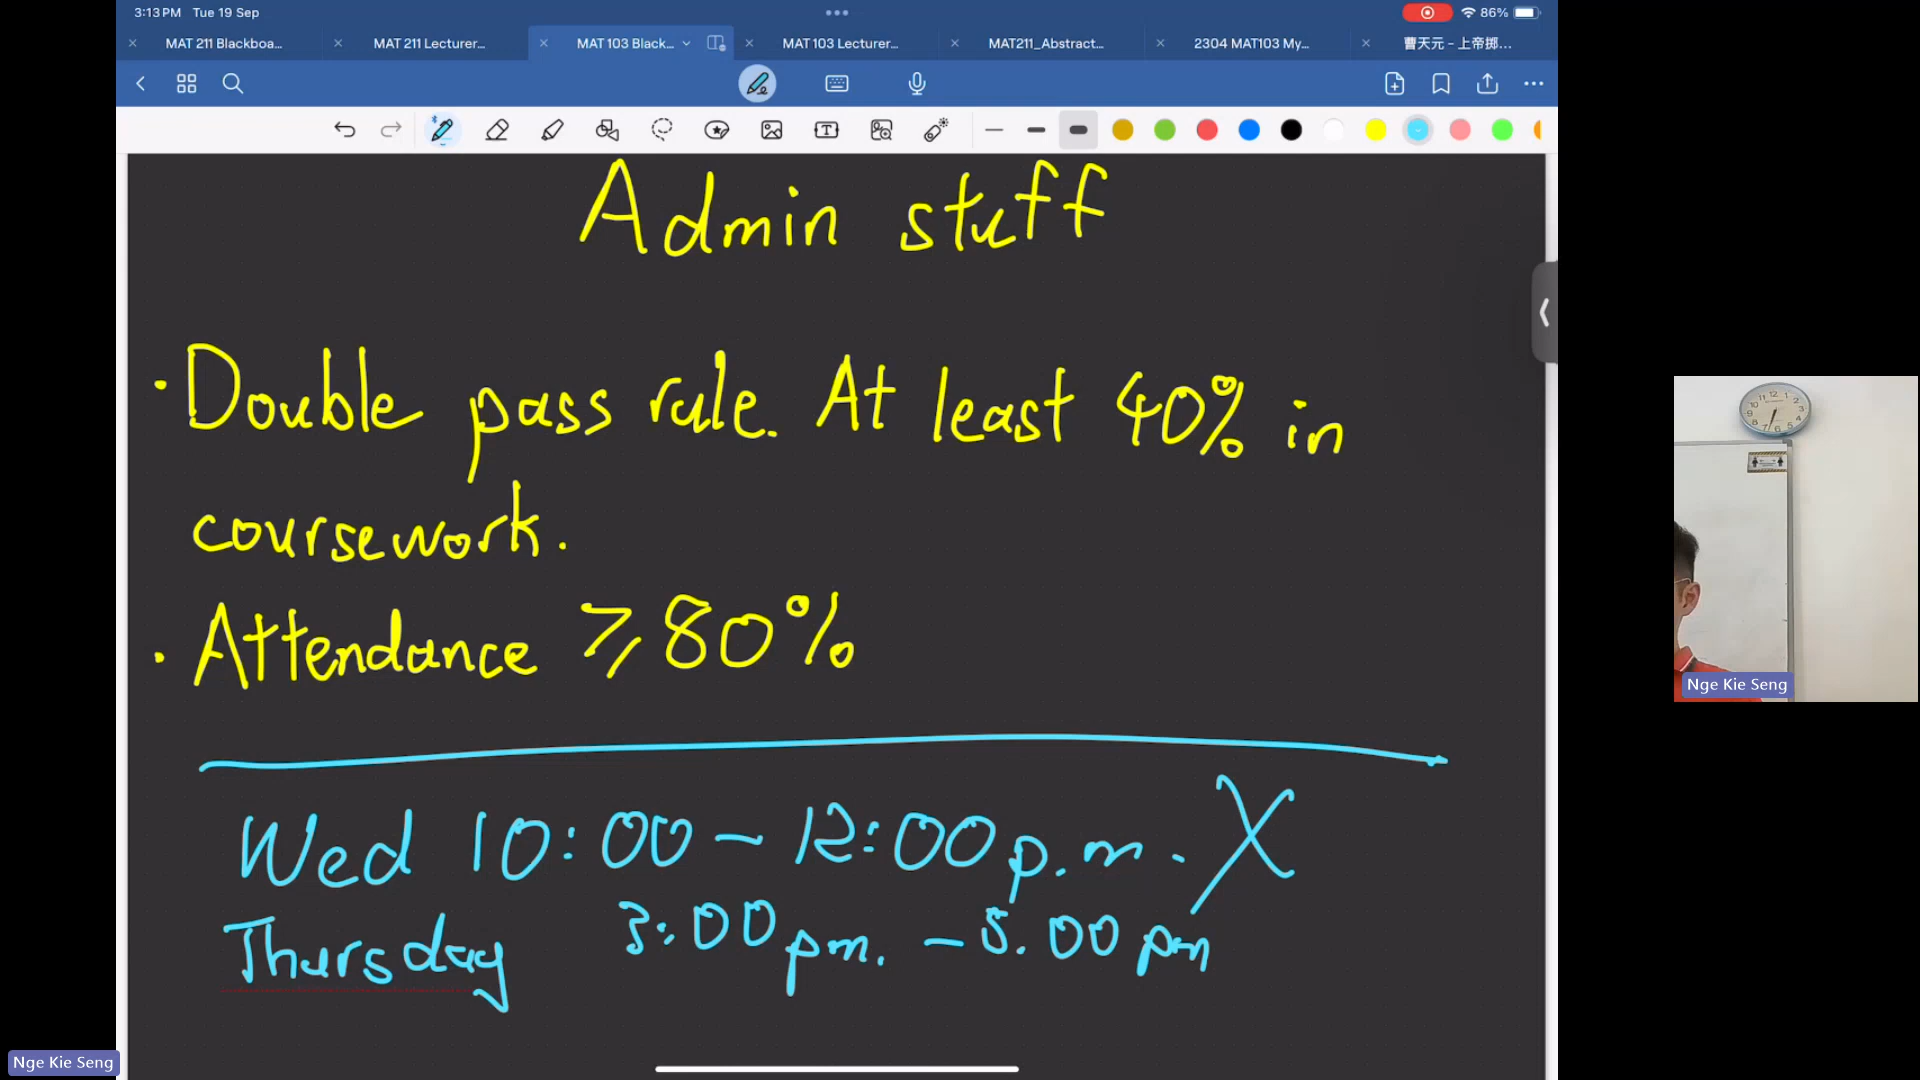 3:13 PM Tue 19 Sep
86%
MAT 211 Blackboa...
MAT 211 Lecturer...
MAT 103 Black...
MAT 103 Lecturer...
MAT211_Abstract...
2304 MAT103 My...
曹天元 - 上帝掷...
Admin stuff
· Double pass rule. At least 40% in
coursework.
· Attendance ≥ 80%
Wed 10:00 - 12:00 p.m. X
Thursday 3:00 pm. - 5.00 pm
Nge Kie Seng
Nge Kie Seng